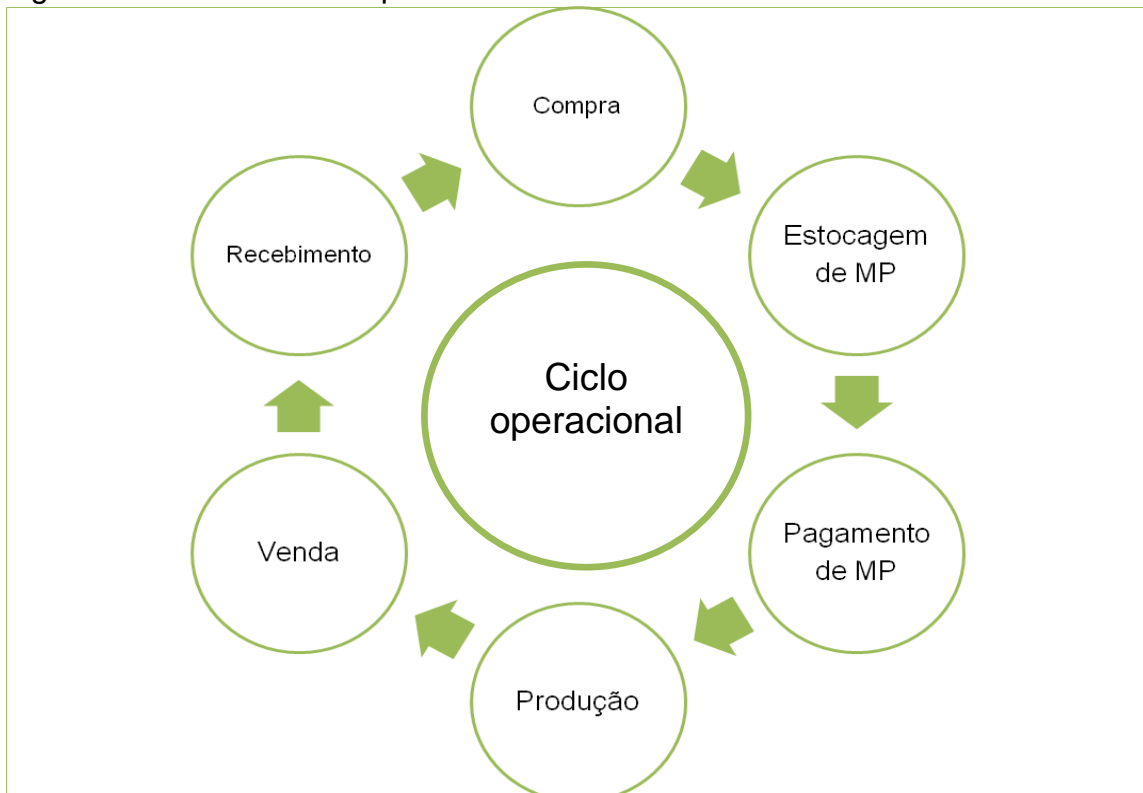 Compra
Estocagem
de MP
Pagamento
de MP
Produção
Venda
Recebimento
Ciclo
operacional